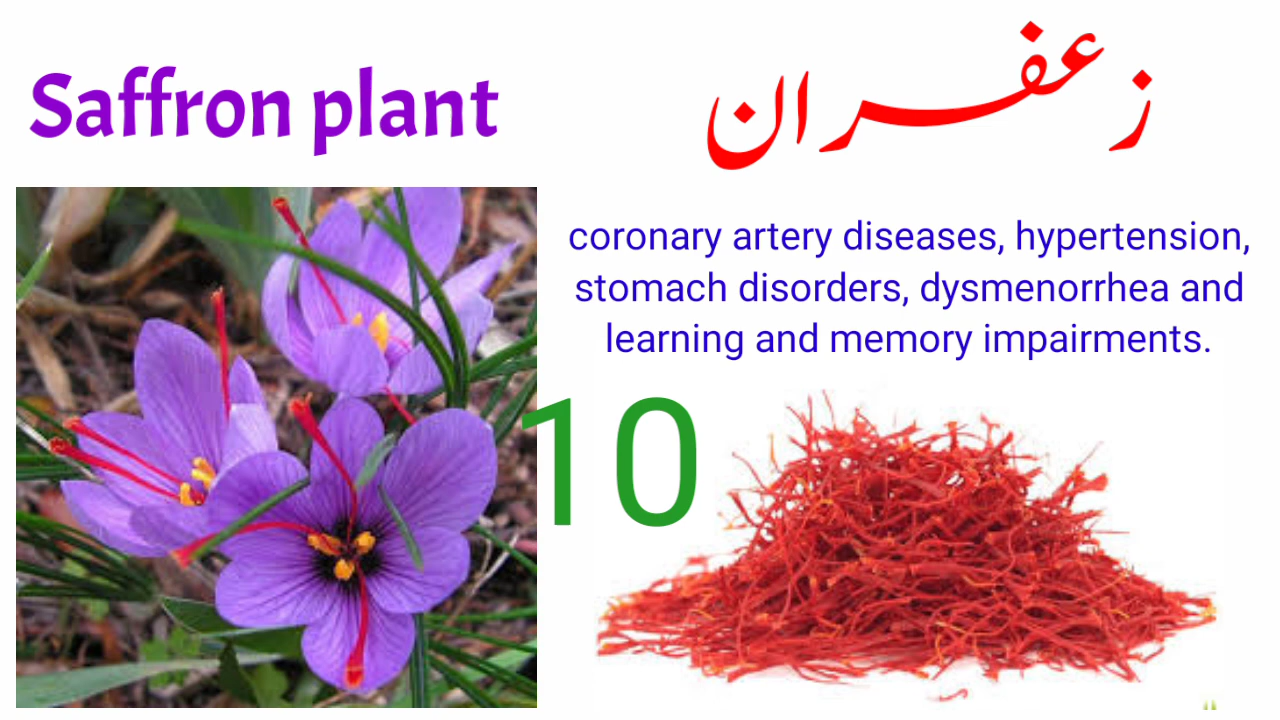 Saffron plant
زعفران
coronary artery diseases, hypertension,
stomach disorders, dysmenorrhea and
learning and memory impairments.
10